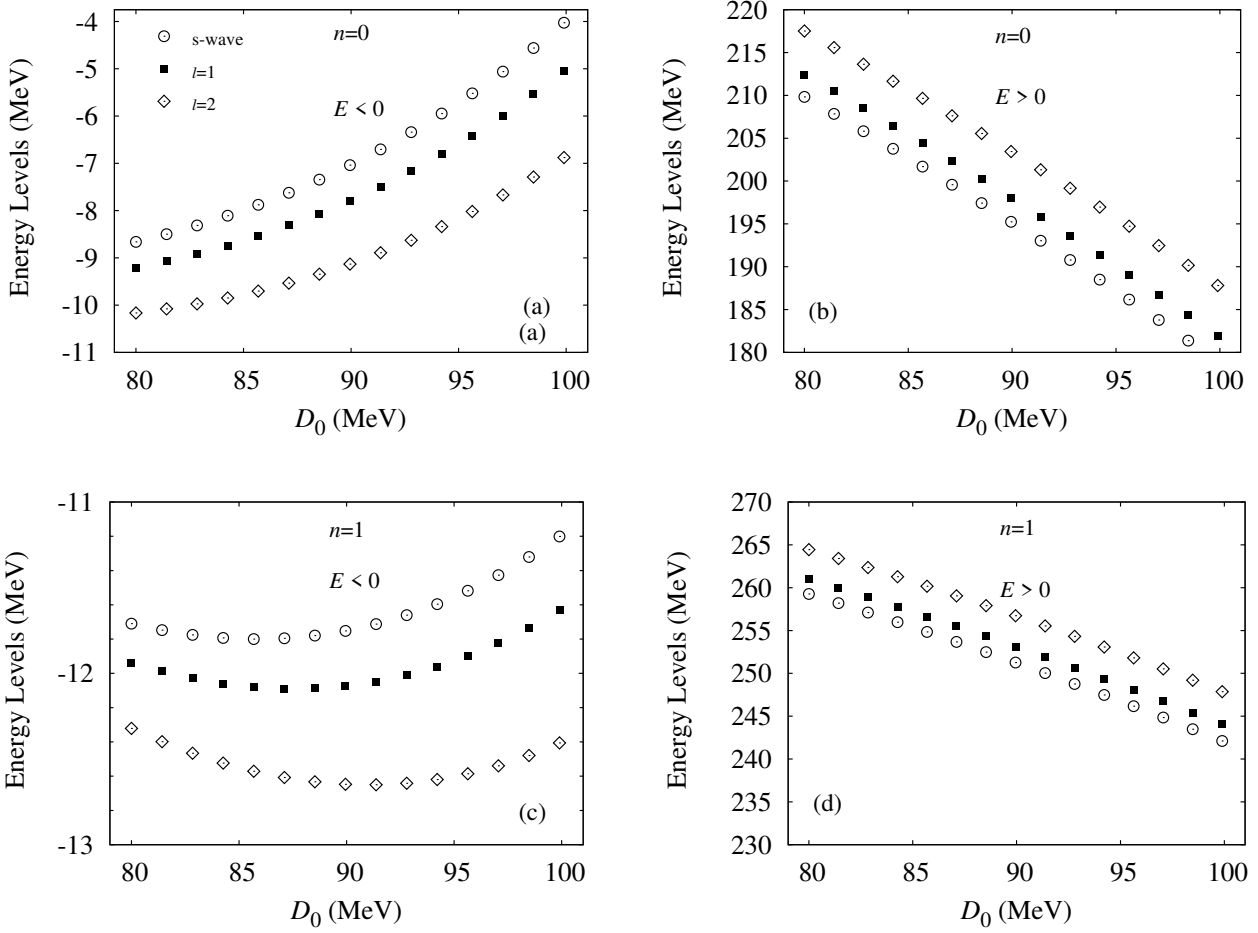 -4
-5
-6
-7
-8
-9
-10
-11
80 85 90 95 100
Energy Levels (MeV)
D0 (MeV)
n=0
E < 0
s-wave
l=1
l=2
(a)
(a)
220
215
210
205
200
195
190
185
180
80 85 90 95 100
Energy Levels (MeV)
D0 (MeV)
n=0
E > 0
(b)
-11
-12
-13
80 85 90 95 100
Energy Levels (MeV)
D0 (MeV)
n=1
E < 0
(c)
270
265
260
255
250
245
240
235
230
80 85 90 95 100
Energy Levels (MeV)
D0 (MeV)
n=1
E > 0
(d)